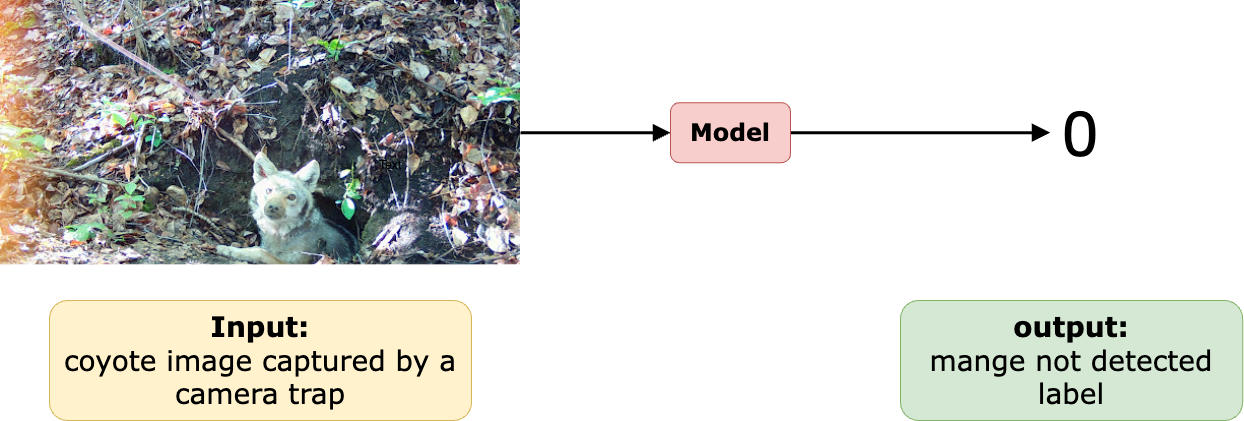 Text
Model
0
Input:
coyote image captured by a
camera trap
output:
mange not detected
label